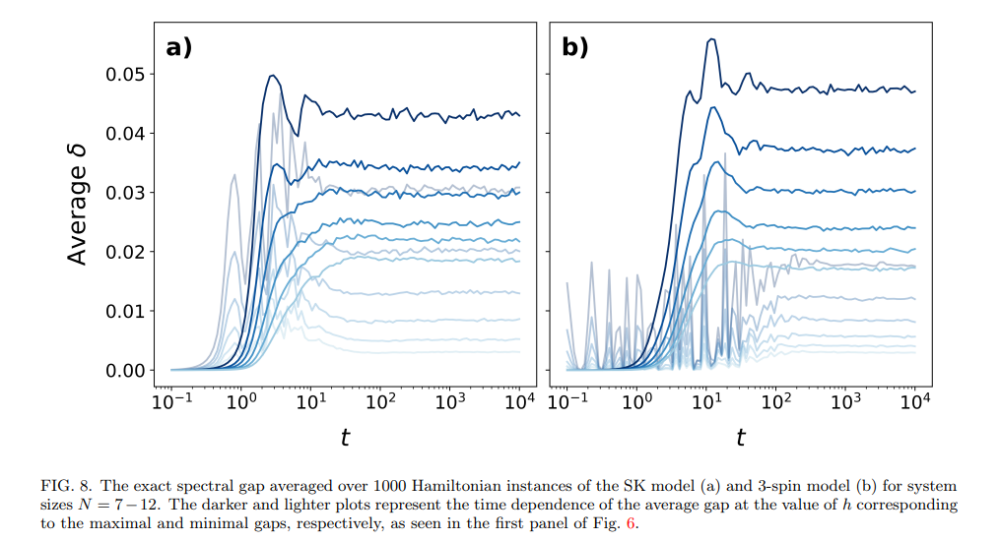 a)
b)
0.05
0.04
0.03
0.02
0.01
0.00
Average δ
10⁻¹ 10⁰ 10¹ 10² 10³ 10⁴
10⁻¹ 10⁰ 10¹ 10² 10³ 10⁴
t
t
FIG. 8. The exact spectral gap averaged over 1000 Hamiltonian instances of the SK model (a) and 3-spin model (b) for system
sizes N = 7 − 12. The darker and lighter plots represent the time dependence of the average gap at the value of h corresponding
to the maximal and minimal gaps, respectively, as seen in the first panel of Fig. 6.